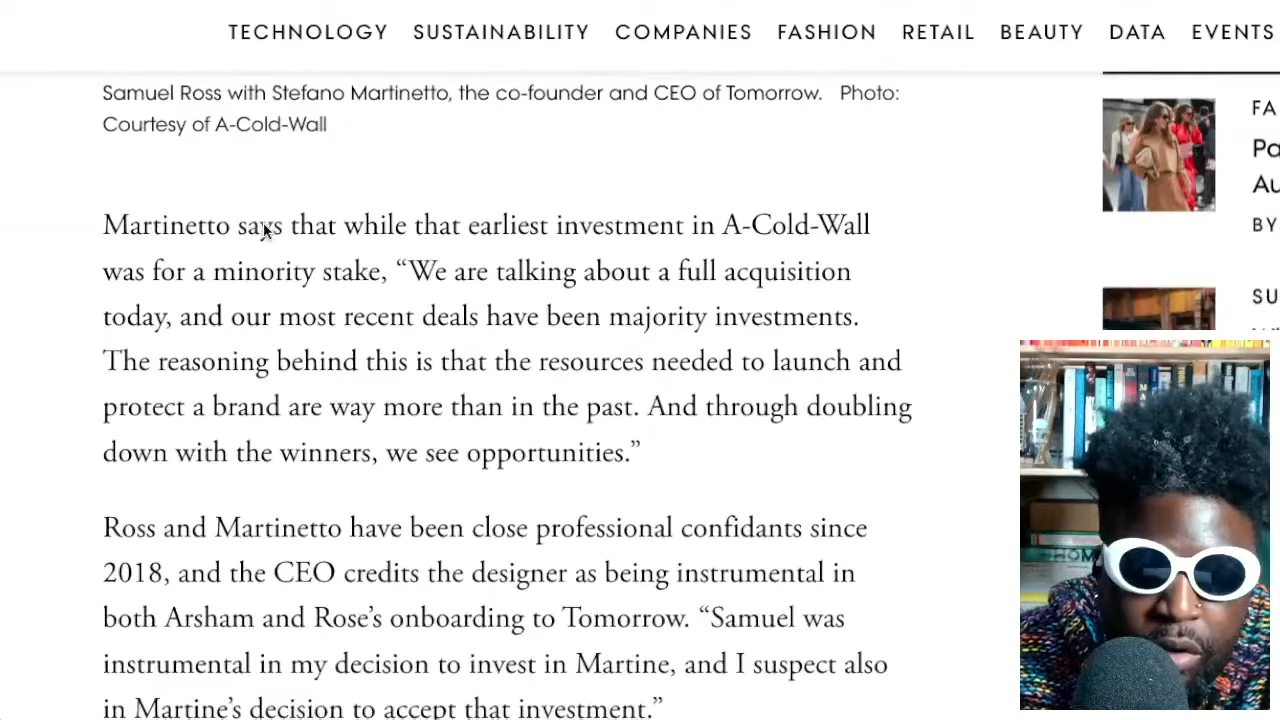 TECHNOLOGY SUSTAINABILITY COMPANIES FASHION RETAIL BEAUTY DATA EVENTS
Samuel Ross with Stefano Martinetto, the co-founder and CEO of Tomorrow. Photo:
Courtesy of A-Cold-Wall
Martinetto says that while that earliest investment in A-Cold-Wall
was for a minority stake, “We are talking about a full acquisition
today, and our most recent deals have been majority investments.
The reasoning behind this is that the resources needed to launch and
protect a brand are way more than in the past. And through doubling
down with the winners, we see opportunities.”
Ross and Martinetto have been close professional confidants since
2018, and the CEO credits the designer as being instrumental in
both Arsham and Rose’s onboarding to Tomorrow. “Samuel was
instrumental in my decision to invest in Martine, and I suspect also
in Martine’s decision to accept that investment.”
FA
Pa
Au
BY
SU